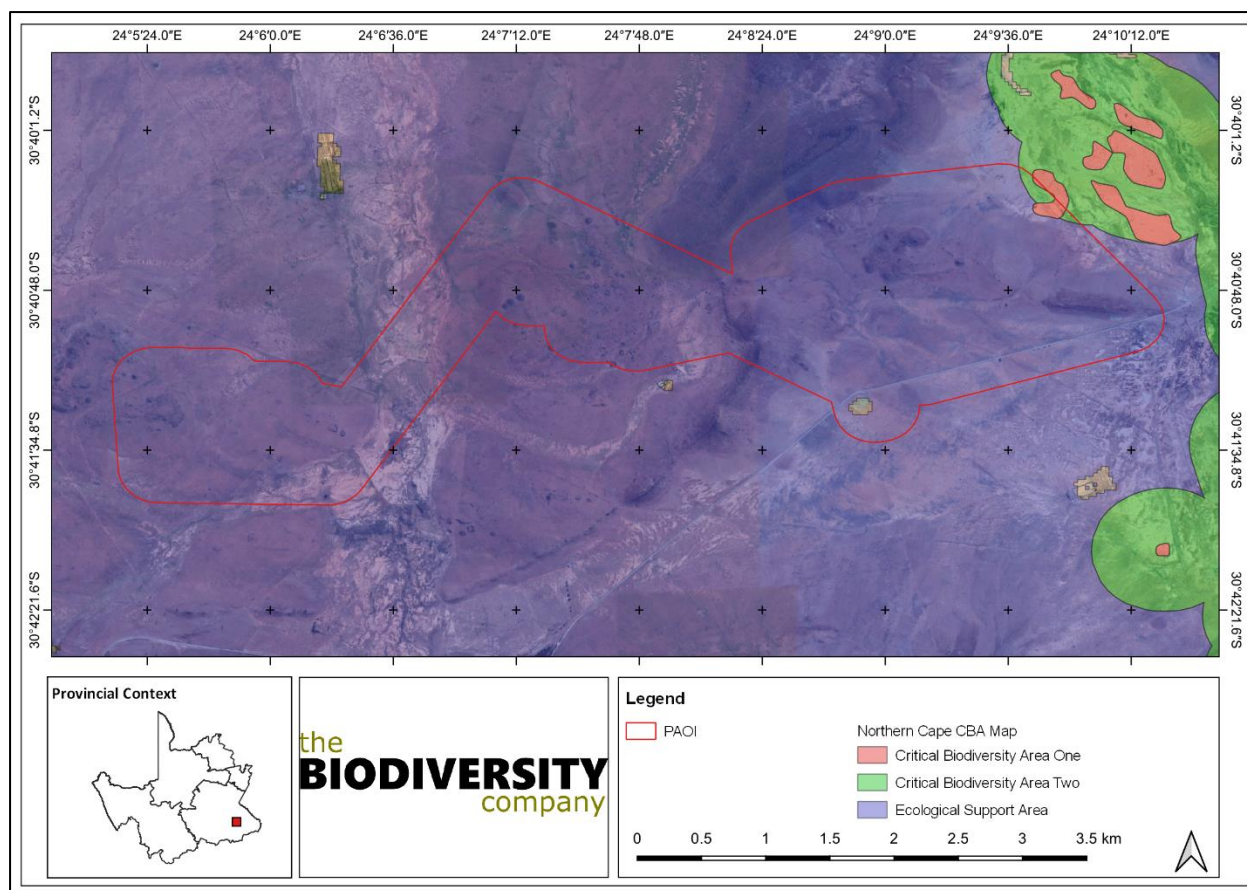 24°5'24.0"E 24°6'0.0"E 24°6'36.0"E 24°7'12.0"E 24°7'48.0"E 24°8'24.0"E 24°9'0.0"E 24°9'36.0"E 24°10'12.0"E
30°40'1.2"S 30°40'1.2"S
30°40'48.0"S 30°40'48.0"S
30°41'34.8"S 30°41'34.8"S
30°42'21.6"S 30°42'21.6"S
Provincial Context
the
BIODIVERSITY
company
Legend
PAOI
Northern Cape CBA Map
Critical Biodiversity Area One
Critical Biodiversity Area Two
Ecological Support Area
0 0.5 1 1.5 2 2.5 3 3.5 km